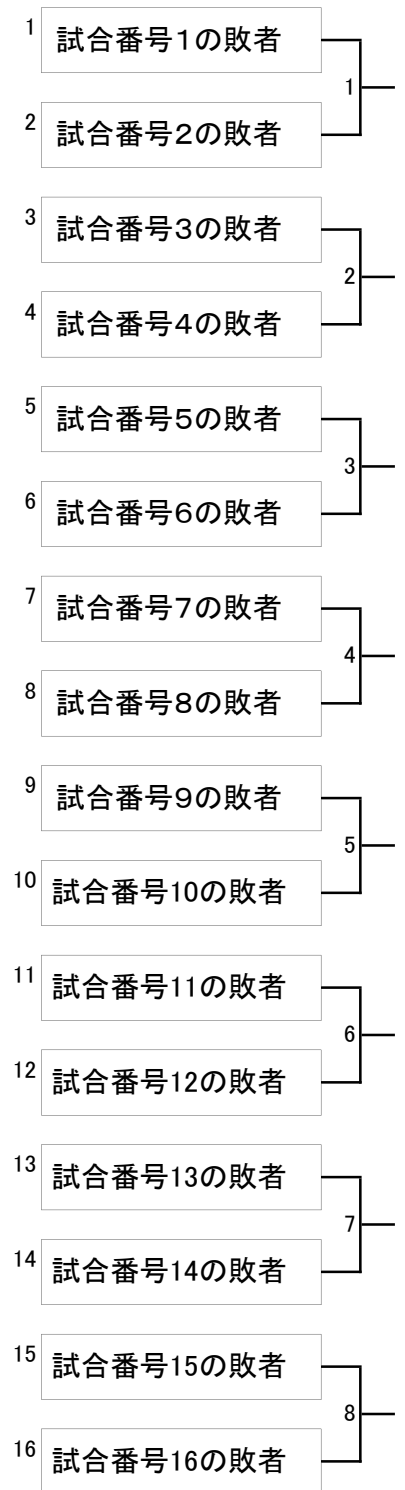 1
試合番号１の敗者
1
2
試合番号２の敗者
3
試合番号３の敗者
2
4
試合番号４の敗者
5
試合番号５の敗者
3
6
試合番号６の敗者
7
試合番号７の敗者
4
8
試合番号８の敗者
9
試合番号９の敗者
5
10
試合番号10の敗者
11
試合番号11の敗者
6
12
試合番号12の敗者
13
試合番号13の敗者
7
14
試合番号14の敗者
15
試合番号15の敗者
8
16
試合番号16の敗者